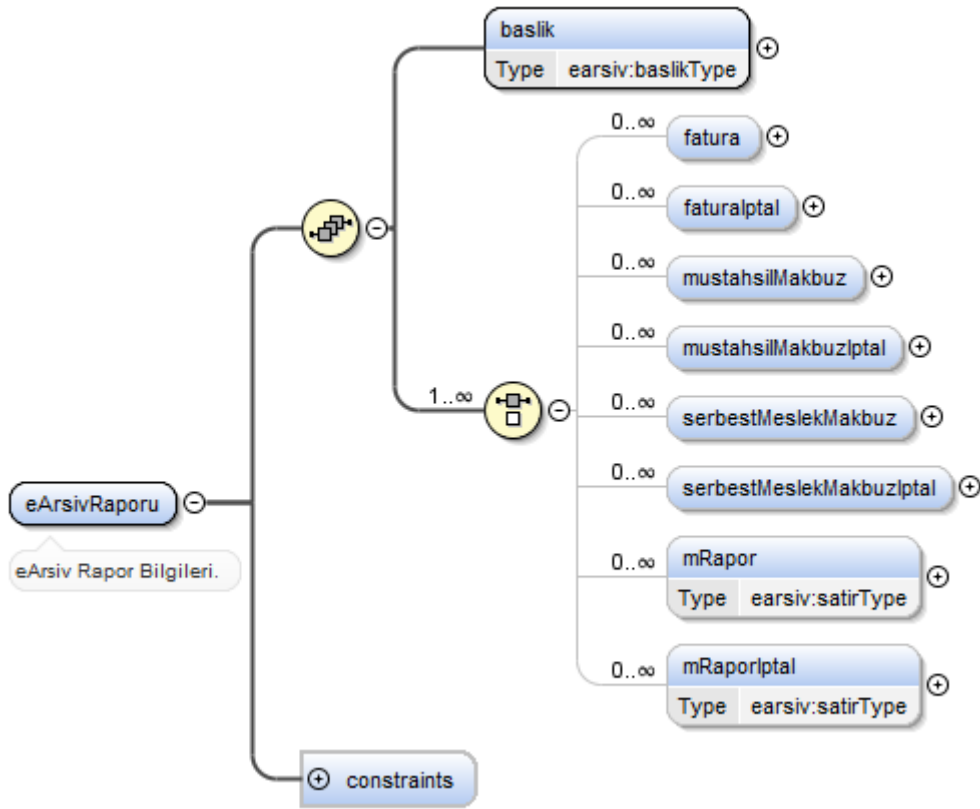 baslik
Type earsiv:baslikType
0..∞
fatura
0..∞
faturaIptal
0..∞
mustahsilMakbuz
0..∞
mustahsilMakbuzIptal
1..∞
0..∞
serbestMeslekMakbuz
0..∞
serbestMeslekMakbuzIptal
eArsivRaporu
eArsiv Rapor Bilgileri.
0..∞
mRapor
Type earsiv:satirType
0..∞
mRaporIptal
Type earsiv:satirType
constraints